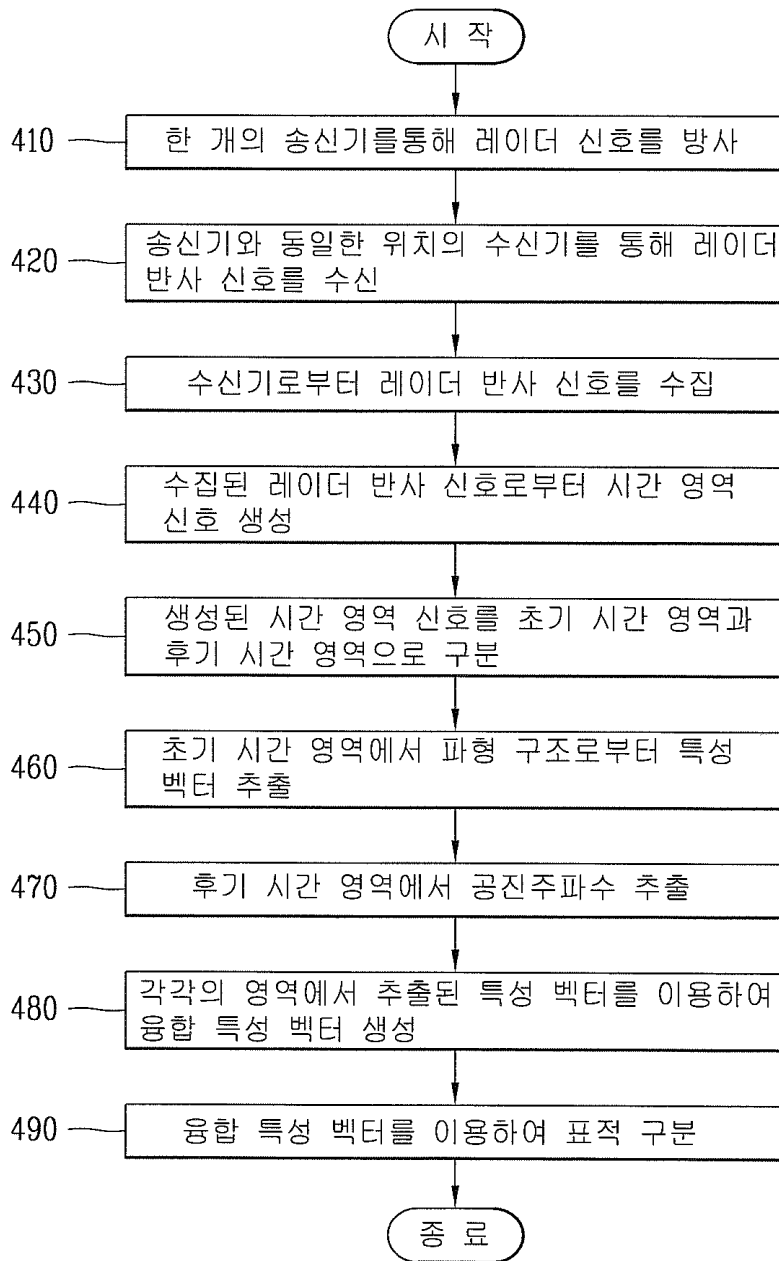 시 작
410
한 개의 송신기를통해 레이더 신호를 방사
420
송신기와 동일한 위치의 수신기를 통해 레이더
반사 신호를 수신
430
수신기로부터 레이더 반사 신호를 수집
440
수집된 레이더 반사 신호로부터 시간 영역
신호 생성
450
생성된 시간 영역 신호를 초기 시간 영역과
후기 시간 영역으로 구분
460
초기 시간 영역에서 파형 구조로부터 특성
벡터 추출
470
후기 시간 영역에서 공진주파수 추출
480
각각의 영역에서 추출된 특성 벡터를 이용하여
융합 특성 벡터 생성
490
융합 특성 벡터를 이용하여 표적 구분
종 료